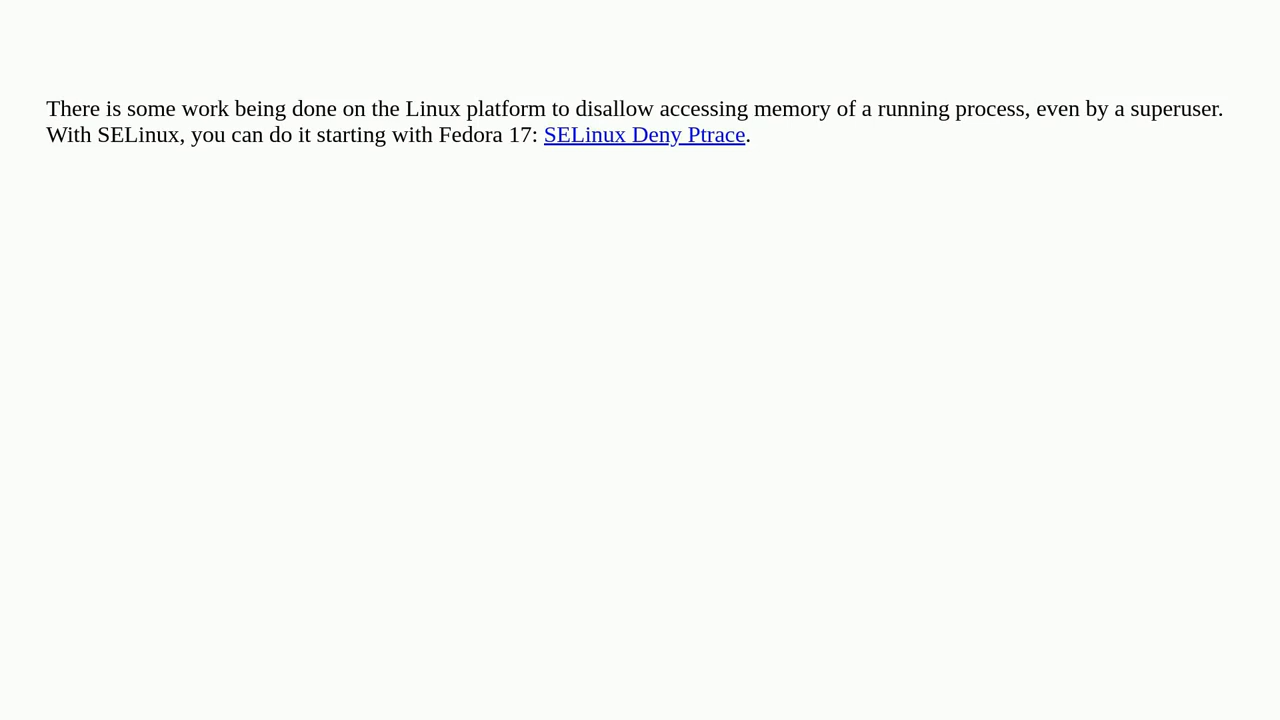 There is some work being done on the Linux platform to disallow accessing memory of a running process, even by a superuser.
With SELinux, you can do it starting with Fedora 17: SELinux Deny Ptrace.